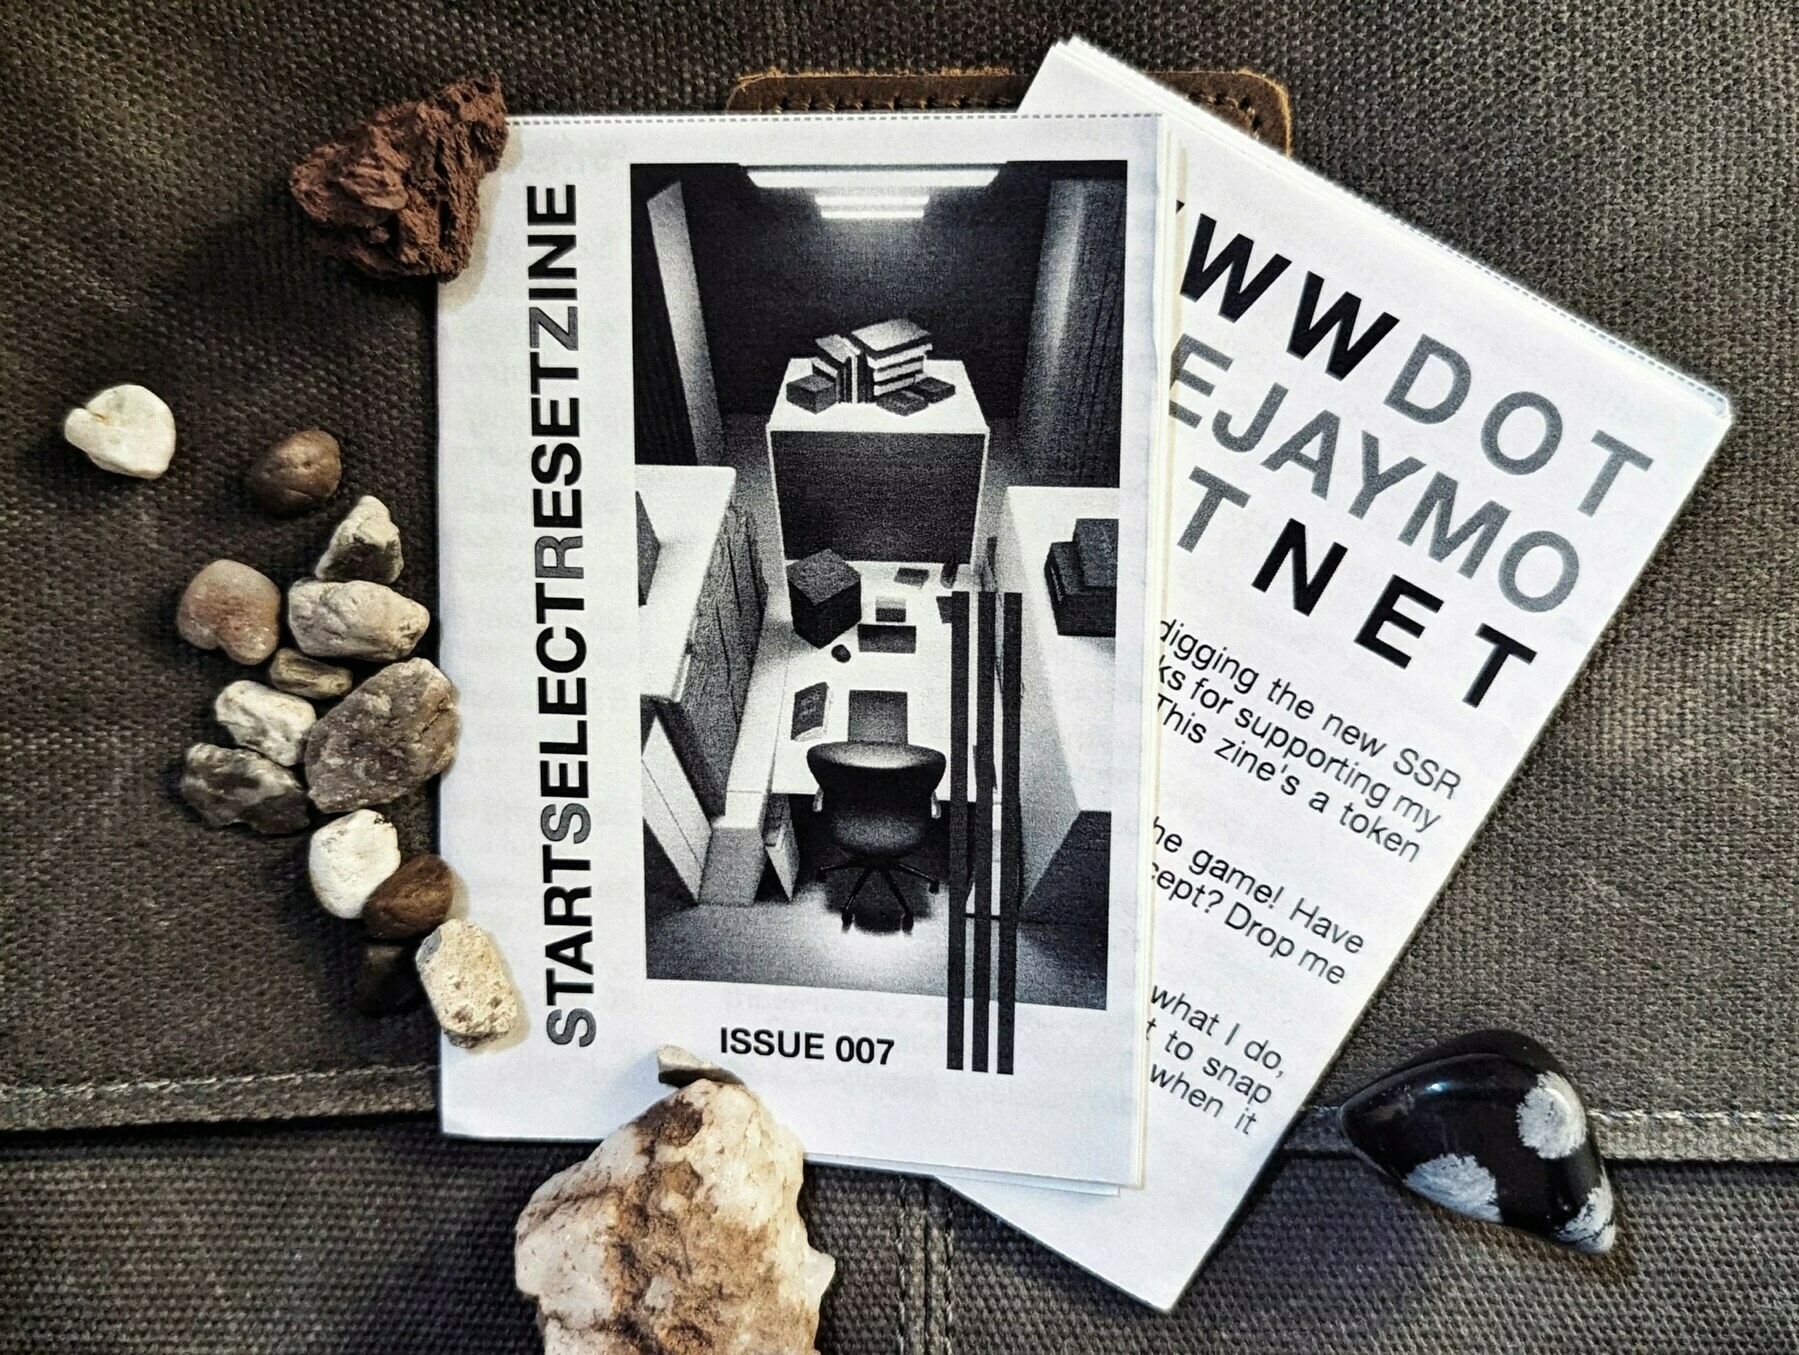 STARTSELECTRESETZINE
ISSUE 007
WWDOT
EJAYMO
T NET
digging the new SSR
ks for supporting my
This zine's a token
he game! Have
cept? Drop me
what I do,
t to snap
when it